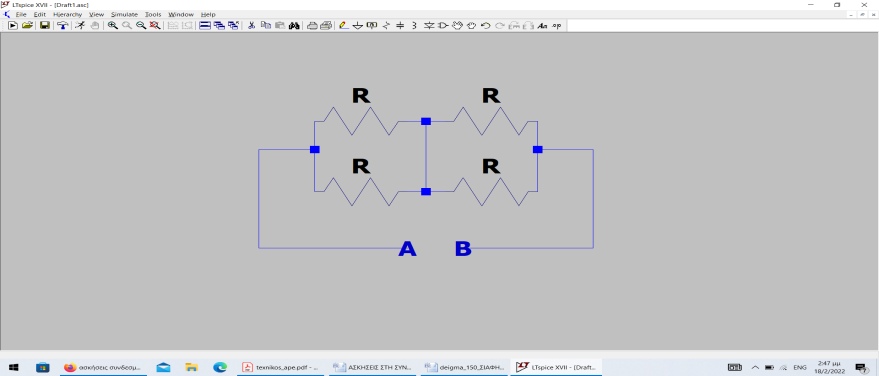 LTspice XVII - [Draft1.asc]
File Edit Hierarchy View Simulate Tools Window Help
R R
R R
A B
ασκήσεις συνδεσμ... texnikos_ape.pdf - ... ΑΣΚΗΣΕΙΣ ΣΤΗ ΣΥΝ... deigma_150_ΣΙΑΦΗ... LTspice XVII - [Draft... ENG 2:47 μμ
18/2/2022